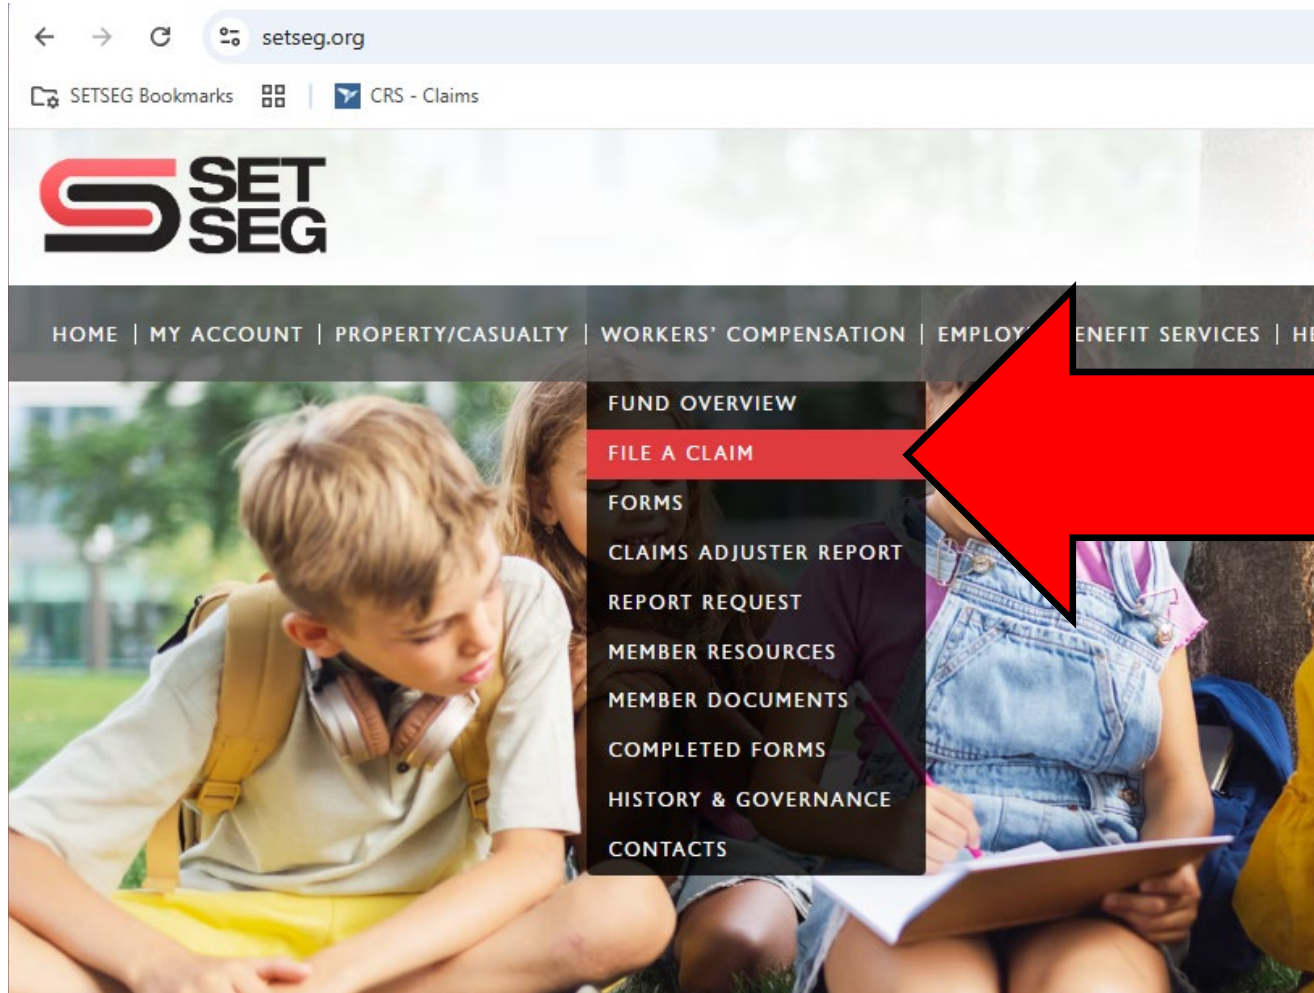 setseg.org
SETSEG Bookmarks
CRS - Claims
SET
SEG
HOME | MY ACCOUNT | PROPERTY/CASUALTY | WORKERS' COMPENSATION | ENEFIT SERVICES |
FUND OVERVIEW
FILE A CLAIM
FORMS
CLAIMS ADJUSTER REPORT
REPORT REQUEST
MEMBER RESOURCES
MEMBER DOCUMENTS
COMPLETED FORMS
HISTORY & GOVERNANCE
CONTACTS